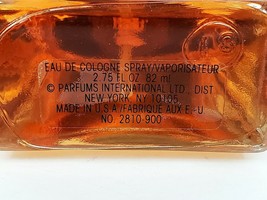 EAU DE COLOGNE SPRAY/VAPORISATEUR
2.75 FL OZ 82 ml
© PARFUMS INTERNATIONAL LTD., DIST
NEW YORK, NY 10105
MADE IN U.S.A./FABRIQUE AUX E-U
NO. 2810-900